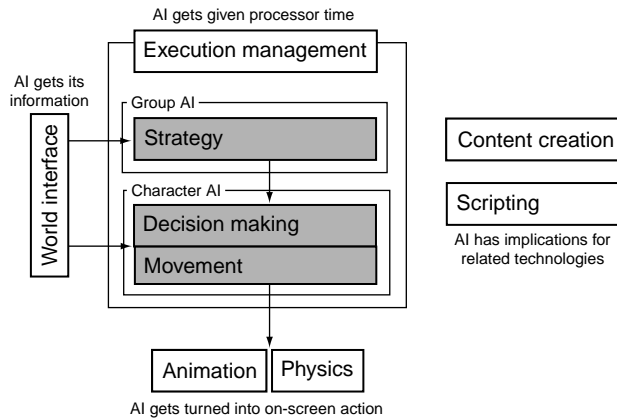 AI gets given processor time
Execution management
AI gets its
information
Group AI
Strategy
World interface
Character AI
Decision making
Movement
Content creation
Scripting
AI has implications for
related technologies
Animation
Physics
AI gets turned into on-screen action